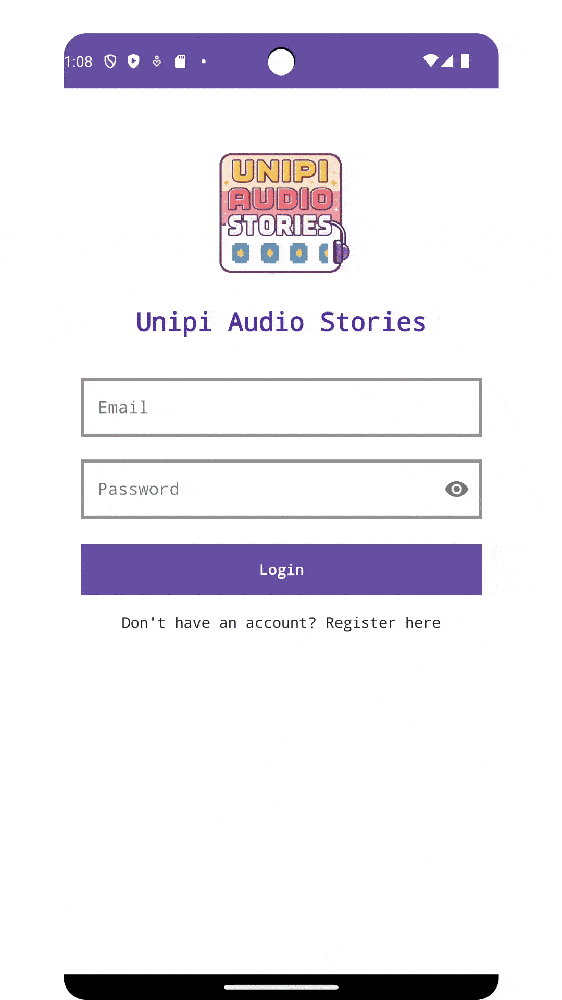 1:08
UNIPI
AUDIO
STORIES
Unipi Audio Stories
Email
Password
Login
Don't have an account? Register here